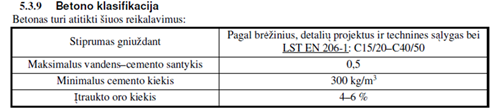 5.3.9 Betono klasifikacija
Betonas turi atitikti šiuos reikalavimus:
Stiprumas gniuždant
Pagal brėžinius, detalių projektus ir technines sąlygas bei
LST EN 206-1: C15/20–C40/50
Maksimalus vandens–cemento santykis
0,5
Minimalus cemento kiekis
300 kg/m³
Įtraukto oro kiekis
4–6 %